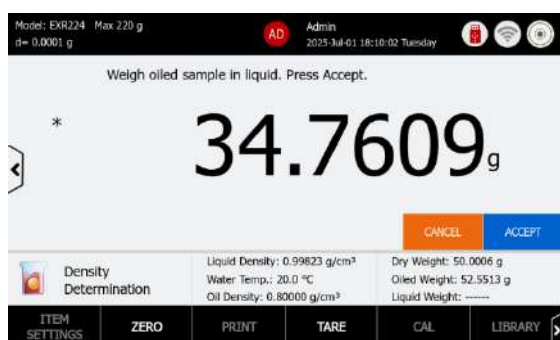 Model: EXR224 Max 220 g
d= 0.0001 g
AD
Admin
2025-Jul-01 18:10:02 Tuesday
Weigh oiled sample in liquid. Press Accept.
*
34.7609 g
CANCEL
ACCEPT
Density
Determination
Liquid Density: 0.99823 g/cm³
Water Temp.: 20.0 °C
Oil Density: 0.80000 g/cm³
Dry Weight: 50.0006 g
Oiled Weight: 52.5513 g
Liquid Weight: ------
ITEM
SETTINGS
ZERO
PRINT
TARE
CAL
LIBRARY